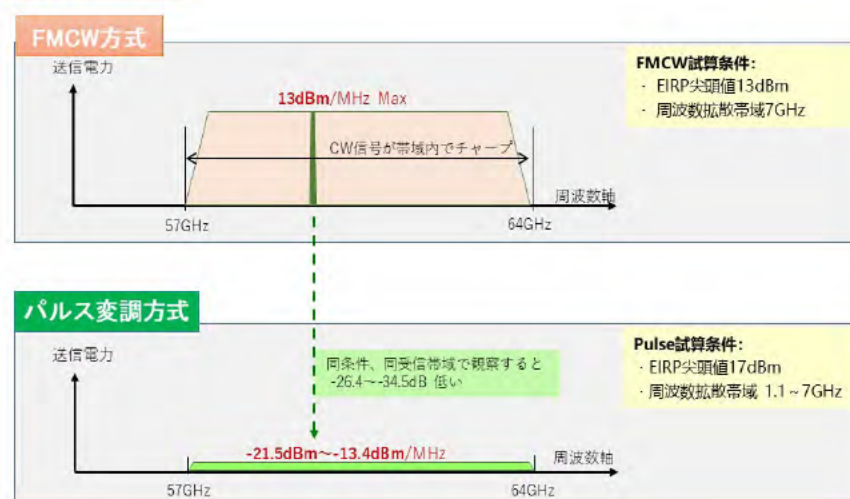 FMCW方式
送信電力
13dBm/MHz Max
CW信号が帯域内でチャープ
周波数軸
57GHz
64GHz
FMCW試算条件:
・ EIRP尖頭値13dBm
・ 周波数拡散帯域7GHz
パルス変調方式
送信電力
同条件、同受信帯域で観察すると
-26.4～-34.5dB 低い
-21.5dBm～-13.4dBm/MHz
周波数軸
57GHz
64GHz
Pulse試算条件:
・EIRP尖頭値17dBm
・周波数拡散帯域 1.1～7GHz